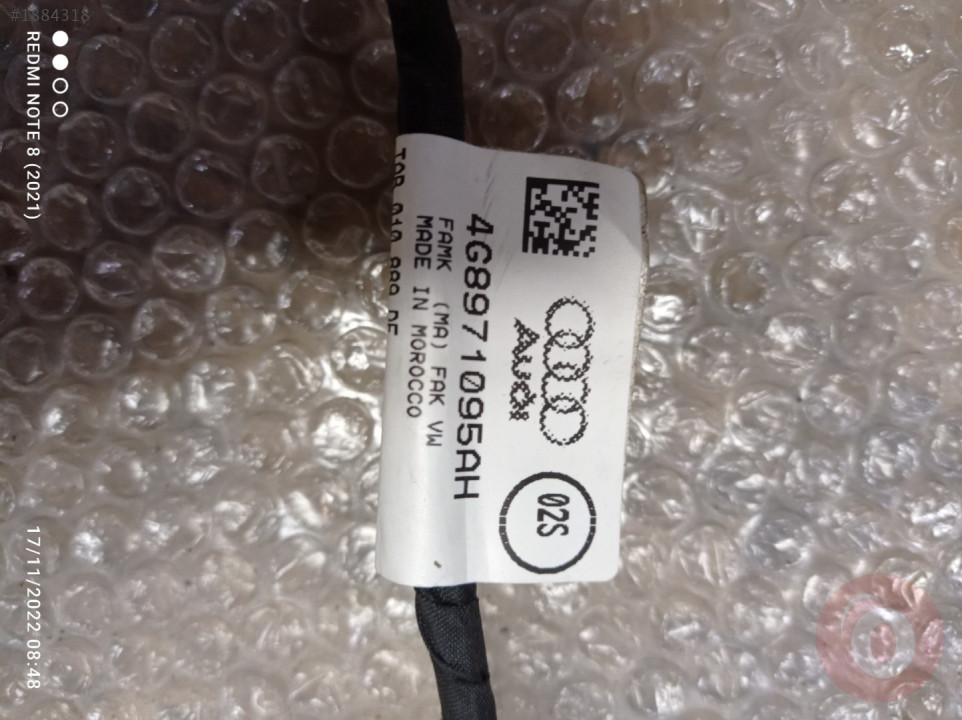 #1384318
REDMI NOTE 8 (2021)
17/11/2022 08:48
Audi
02S
4G8971095AH
FAMK (MA) FAK VW
MADE IN MOROCCO